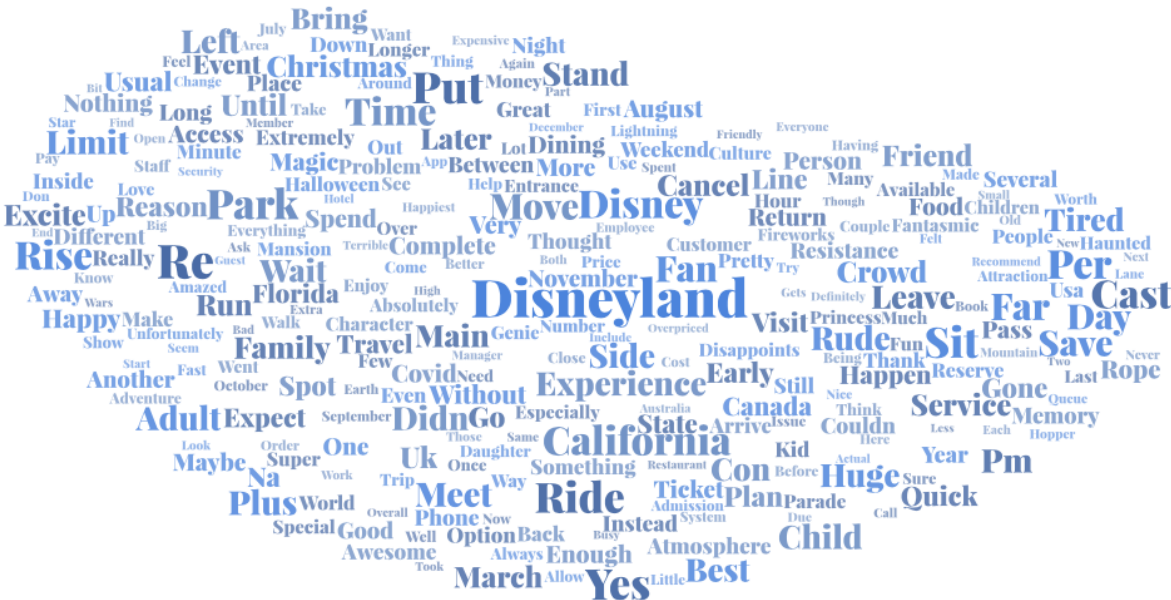 Bring
July Want
Left Area Down Longer Expensive Night
Feel Event Christmas Thing Again
Bit Usual Change Place Around Put Money Stand
Part
Nothing Long Until Take Time Great First August
Star Find Member December Lightning Friendly Everyone
Limit Open Access Extremely Out Later Lot Dining Weekend Culture Having
Pay Staff Minute Magic Problem App Between More Use Spent Person Friend
Security
Inside Love Halloween See Help Entrance Cancel Line Many Available Made Several
Don Hotel Small
Excite Up Reason Park Spend Over Happiest Move Disney Hour Though Food Children Worth
Return Couple Fantasmic Old Tired
End Different Big Everything Very Employee Fireworks Felt People New Haunted
Rise Really Re Ask Mansion Terrible Complete Thought Customer Resistance
Guest Wait Come Better Both Price Fan Pretty Try Crowd Recommend Per Next
Know Amazed November Attraction Lane
Away Wars Run Florida Enjoy High Disneyland Gets Definitely Leave Book Far Usa Cast
Extra Absolutely
Happy Make Walk Character Main Genie Number Overpriced Visit Princess Much Pass Day
Show Unfortunately Bad Family Travel Include Rude Fun Sit Save
Seem Few Manager Close Side Cost Disappoints Being Thank Mountain Two Never
Start Fast Went Covid Need Early Happen Reserve Last Rope
Another October Spot Earth Even Without Experience Still Nice Gone Queue
Adventure
Adult Expect September Didn Go Especially Australia Canada Think Service Memory
State Arrive Issue Couldn Less Each Hopper
Look Order One Those Same California Here
Maybe Super Uk Once Daughter Something Restaurant Con Kid Before Actual Year Pm
Na Work Trip Way Huge Sure
Plus World Meet Ride Ticket Plan Parade Quick
Overall Phone Now Admission Call
Special Good Well Option Back Instead System Due
Busy
Awesome Always Enough Atmosphere Child
Took
March Allow Yes Little Best